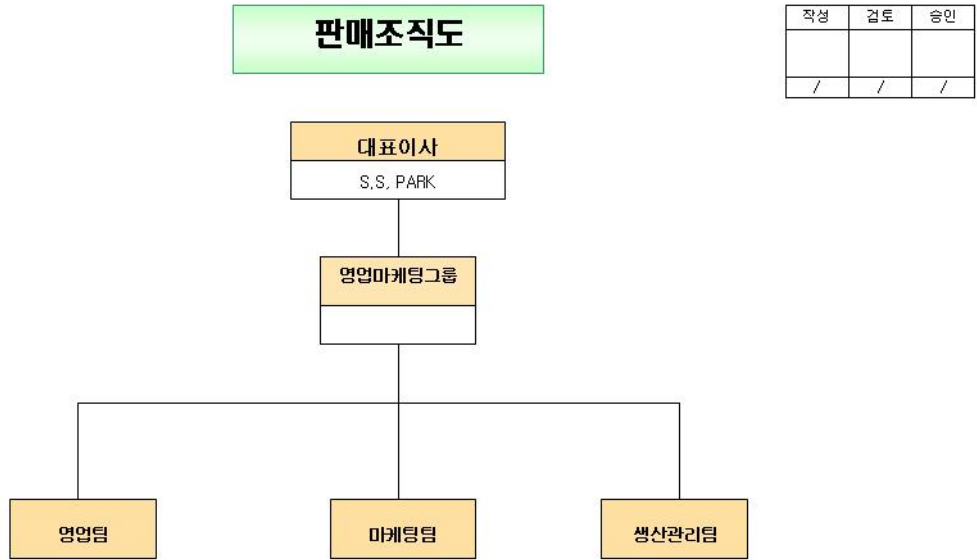 판매조직도
작성 검토 승인
/ / /
대표이사
S.S. PARK
영업마케팅그룹
영업팀 마케팅팀 생산관리팀